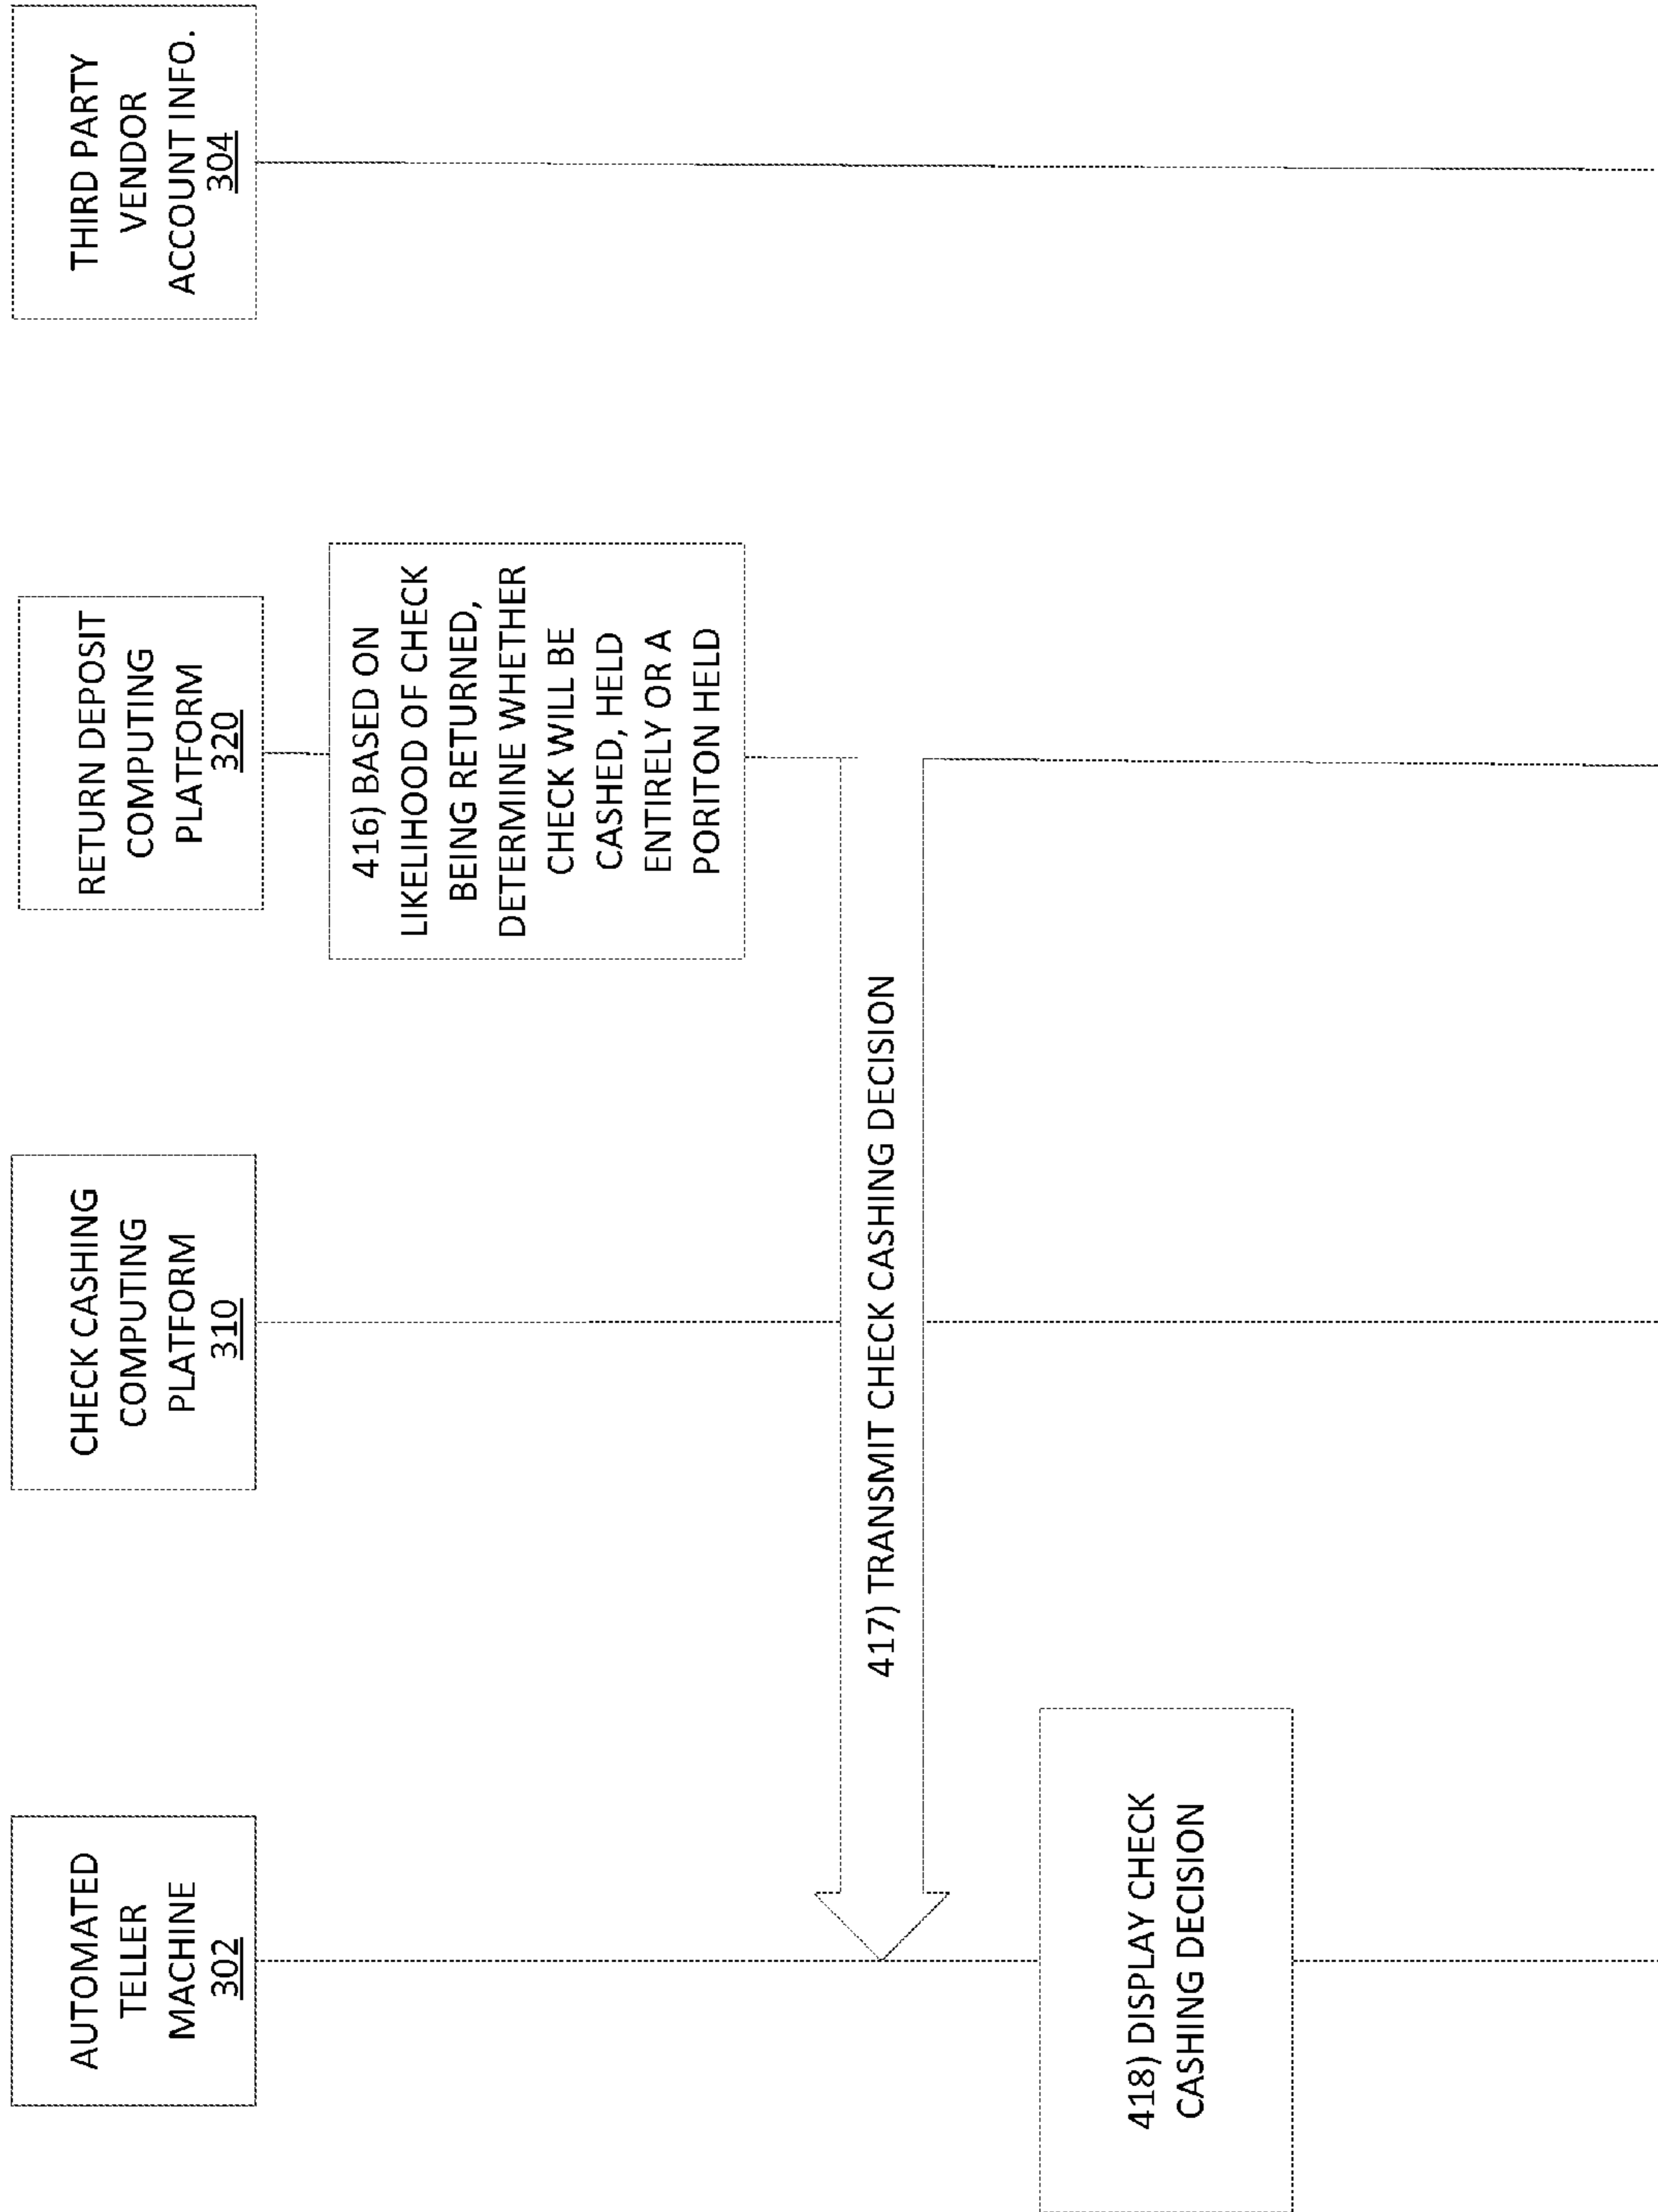 AUTOMATED
TELLER
MACHINE
302
CHECK CASHING
COMPUTING
PLATFORM
310
RETURN DEPOSIT
COMPUTING
PLATFORM
320
THIRD PARTY
VENDOR
ACCOUNT INFO.
304
416) BASED ON
LIKELIHOOD OF CHECK
BEING RETURNED,
DETERMINE WHETHER
CHECK WILL BE
CASHED, HELD
ENTIRELY OR A
PORITON HELD
417) TRANSMIT CHECK CASHING DECISION
418) DISPLAY CHECK
CASHING DECISION